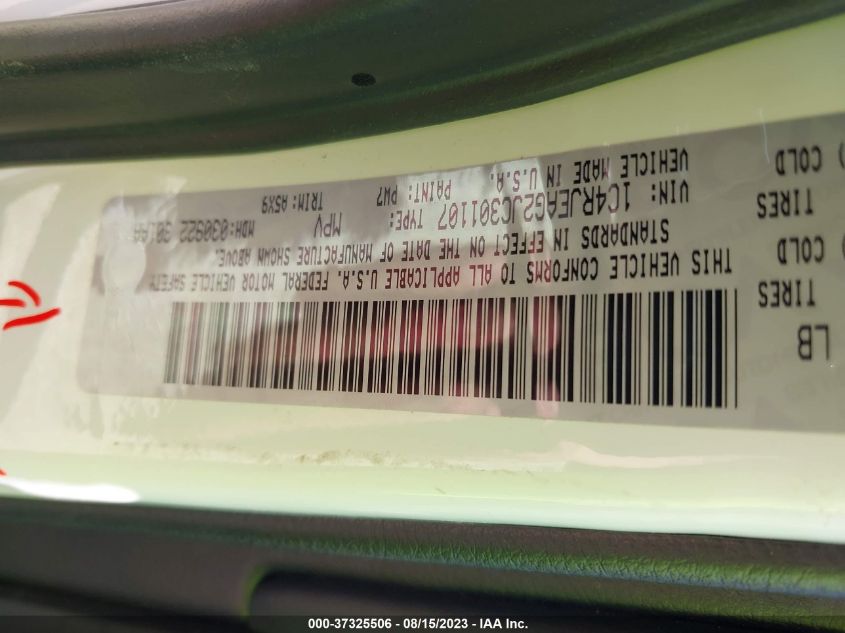 LB
TIRES
COLD
)
TIRES
COLD
)
THIS VEHICLE CONFORMS TO ALL APPLICABLE U.S.A. FEDERAL MOTOR VEHICLE SAFETY
STANDARDS IN EFFECT ON THE DATE OF MANUFACTURE SHOWN ABOVE.
VIN: 1C4RJEAG2JC301107 TYPE: MPV MDH:030922 301AA
VEHICLE MADE IN U.S.A. PAINT: PW7 TRIM:A5X9
000-37325506 - 08/15/2023 - IAA Inc.